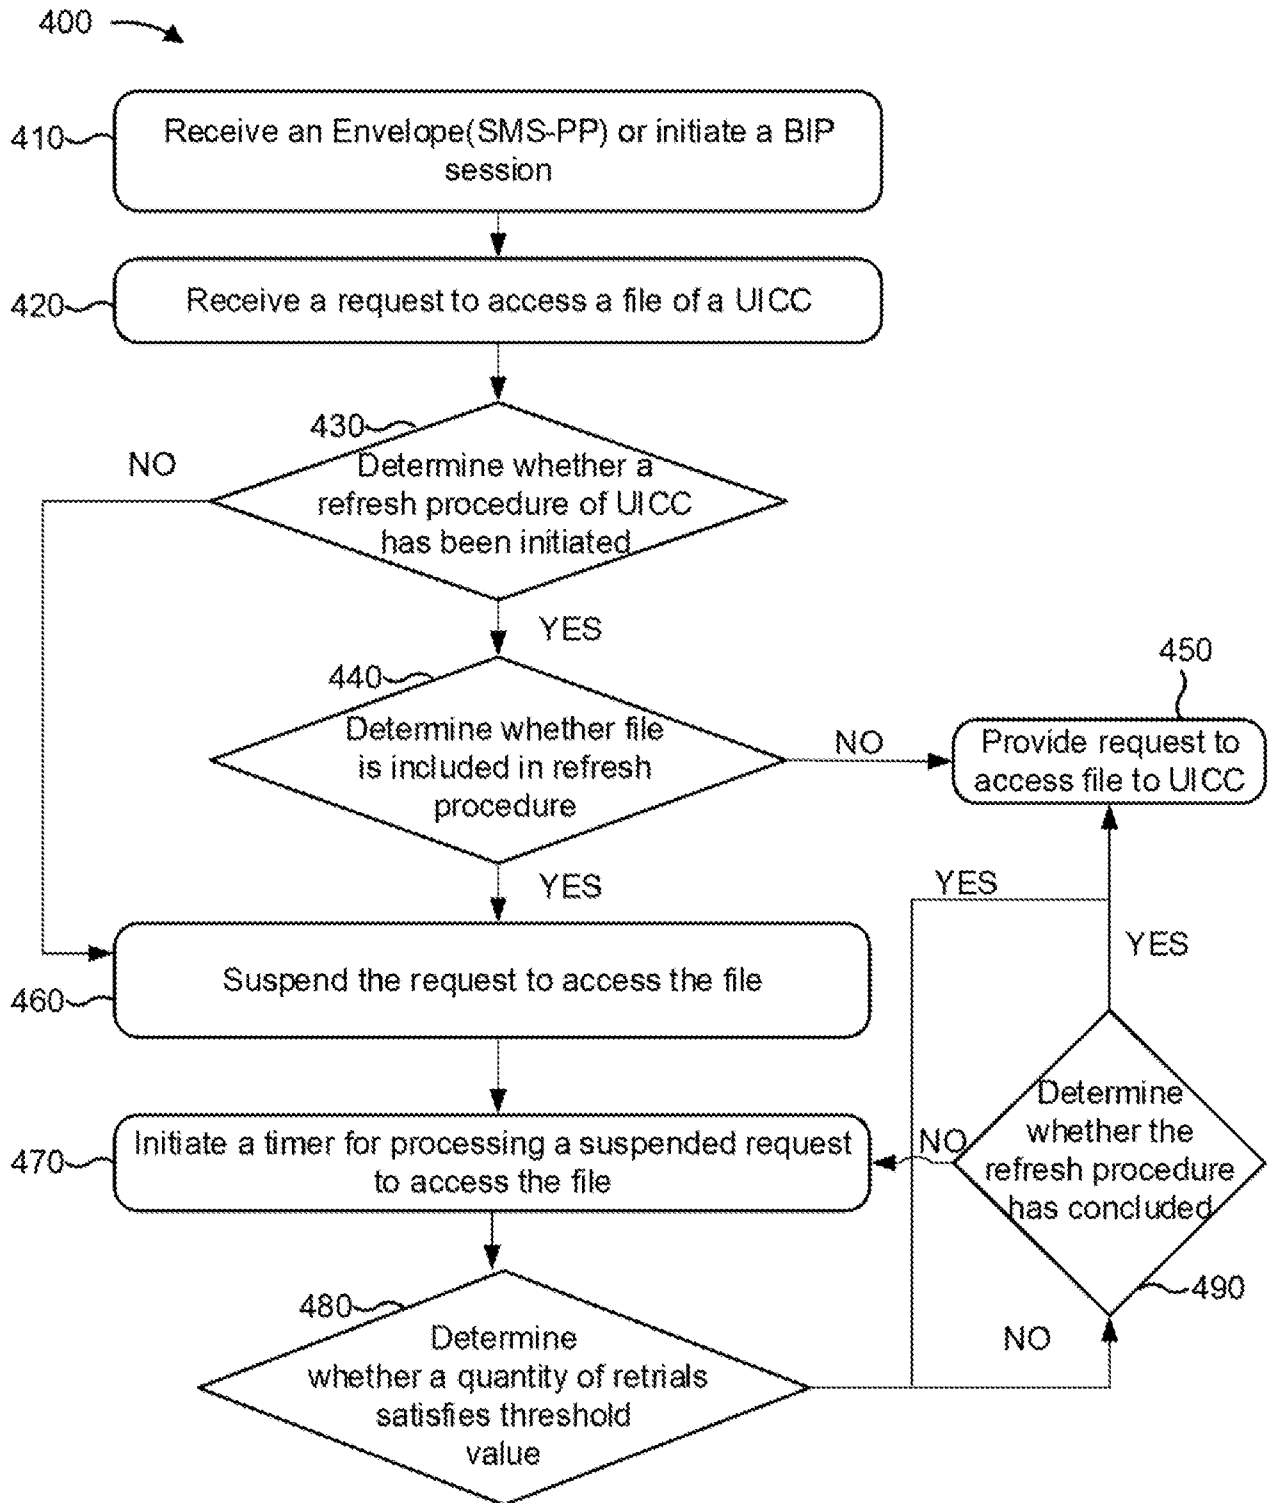 400
410
Receive an Envelope(SMS-PP) or initiate a BIP
session
420
Receive a request to access a file of a UICC
430
NO
Determine whether a
refresh procedure of UICC
has been initiated
YES
440
450
Determine whether file
is included in refresh
procedure
NO
Provide request to
access file to UICC
YES
YES
YES
460
Suspend the request to access the file
470
Initiate a timer for processing a suspended request
to access the file
NO
Determine
whether the
refresh procedure
has concluded
490
480
NO
Determine
whether a quantity of retrials
satisfies threshold
value